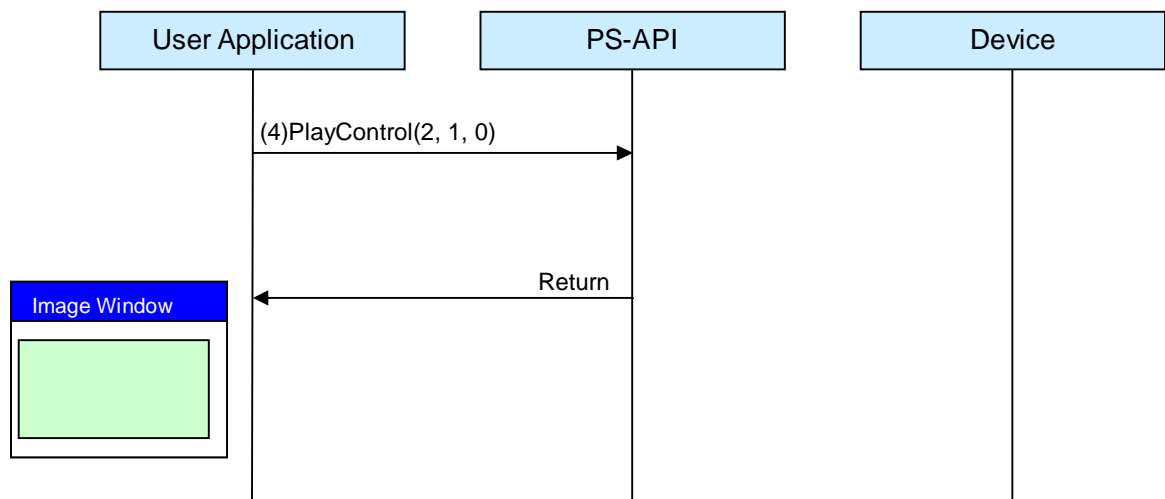 User Application
PS-API
Device
(4)PlayControl(2, 1, 0)
Return
Image Window